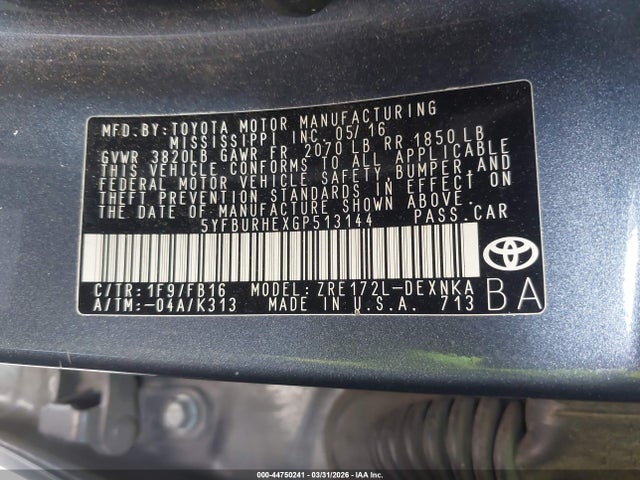 MFD.BY:TOYOTA MOTOR MANUFACTURING
MISSISSIPPI INC. 05/16
GVWR 3820LB GAWR FR 2070 LB RR 1850 LB
THIS VEHICLE CONFORMS TO ALL APPLICABLE
FEDERAL MOTOR VEHICLE SAFETY, BUMPER, AND
THEFT PREVENTION STANDARDS IN EFFECT ON
THE DATE OF MANUFACTURE SHOWN ABOVE.
5YFBURHEXGP513144 PASS.CAR
C/TR:1F9/FB16 MODEL:ZRE172L-DEXNKA
A/TM:-04A/K313 MADE IN U.S.A. 713
BA
000-44750241 - 03/31/2026 - IAA Inc.